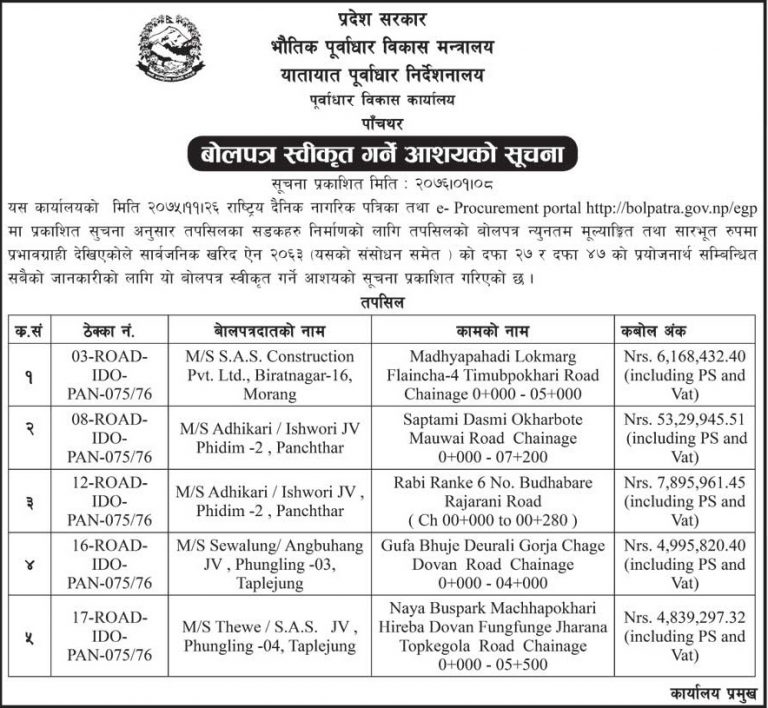 प्रदेश सरकार
भौतिक पूर्वाधार विकास मन्त्रालय
यातायात पूर्वाधार निर्देशनालय
पूर्वाधार विकास कार्यालय
पाँचथर
बोलपत्र स्वीकृत गर्ने आशयको सूचना
सूचना प्रकाशित मिति : २०७६।०१।०८
यस कार्यालयको मिति २०७५।११।२६ राष्ट्रिय दैनिक नागरिक पत्रिका तथा e- Procurement portal http://bolpatra.gov.np/egp
मा प्रकाशित सुचना अनुसार तपसिलका सडकहरु निर्माणको लागि तपसिलको बोलपत्र न्युनतम मूल्याङ्कित तथा सारभूत रुपमा
प्रभावग्राही देखिएकोले सार्वजनिक खरिद ऐन २०६३ (यसको संसोधन समेत ) को दफा २७ र दफा ४७ को प्रयोजनार्थ सम्बन्धित
सबैको जानकारीको लागि यो बोलपत्र स्वीकृत गर्ने आशयको सूचना प्रकाशित गरिएको छ ।
तपसिल
क्र.सं ठेक्का नं. बोलपत्रदातको नाम कामको नाम कबोल अंक
१ 03-ROAD-IDO-PAN-075/76 M/S S.A.S. Construction Pvt. Ltd., Biratnagar-16, Morang Madhyapahadi Lokmarg Flaincha-4 Timubpokhari Road Chainage 0+000 - 05+000 Nrs. 6,168,432.40 (including PS and Vat)
२ 08-ROAD-IDO-PAN-075/76 M/S Adhikari / Ishwori JV Phidim -2 , Panchthar Saptami Dasmi Okharbote Mauwai Road Chainage 0+000 - 07+200 Nrs. 53,29,945.51 (including PS and Vat)
३ 12-ROAD-IDO-PAN-075/76 M/S Adhikari / Ishwori JV , Phidim -2 , Panchthar Rabi Ranke 6 No. Budhabare Rajarani Road ( Ch 00+000 to 00+280 ) Nrs. 7,895,961.45 (including PS and Vat)
४ 16-ROAD-IDO-PAN-075/76 M/S Sewalung/ Angbuhang JV , Phungling -03, Taplejung Gufa Bhuje Deurali Gorja Chage Dovan Road Chainage 0+000 - 04+000 Nrs. 4,995,820.40 (including PS and Vat)
५ 17-ROAD-IDO-PAN-075/76 M/S Thewe / S.A.S. JV , Phungling -04, Taplejung Naya Buspark Machhapokhari Hireba Dovan Fungfunge Jharana Topkegola Road Chainage 0+000 - 05+500 Nrs. 4,839,297.32 (including PS and Vat)
कार्यालय प्रमुख